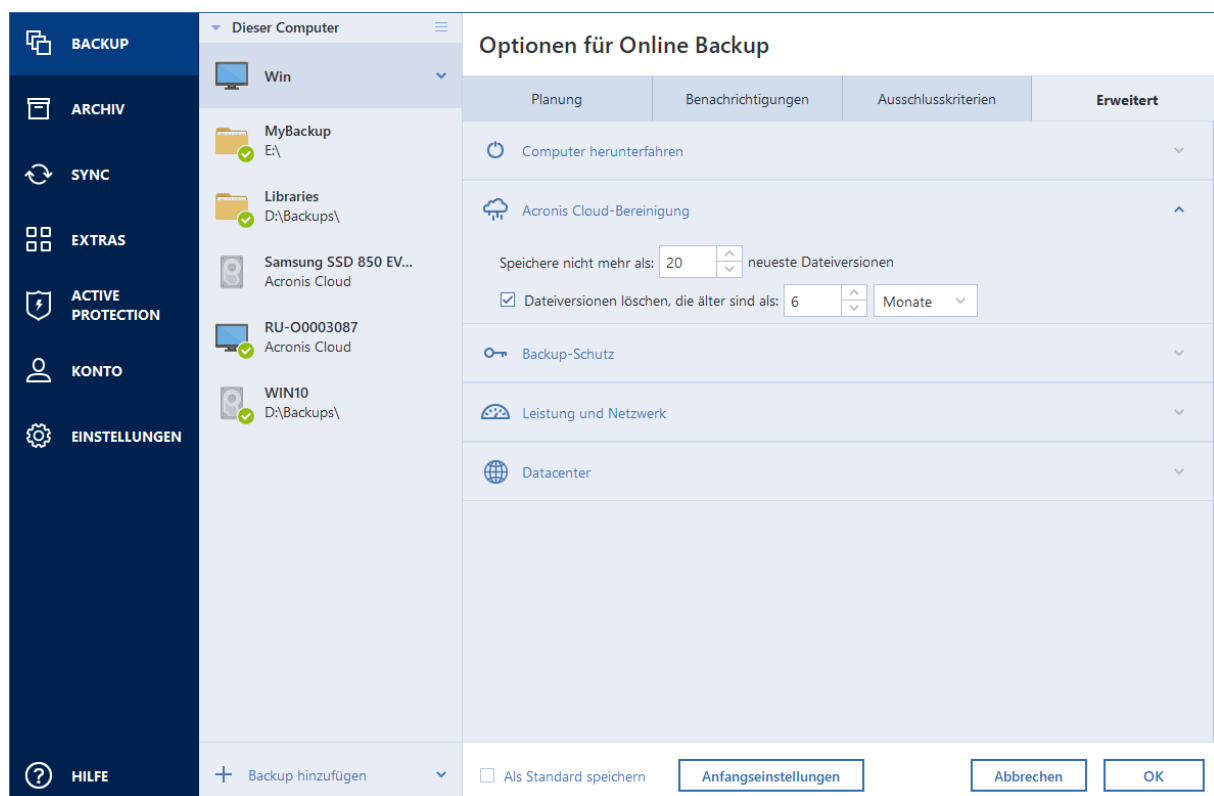 BACKUP
ARCHIV
SYNC
EXTRAS
ACTIVE
PROTECTION
KONTO
EINSTELLUNGEN
HILFE
Dieser Computer
Win
MyBackup
E:\
Libraries
D:\Backups\
Samsung SSD 850 EV...
Acronis Cloud
RU-O0003087
Acronis Cloud
WIN10
D:\Backups\
Backup hinzufügen
Optionen für Online Backup
Planung Benachrichtigungen Ausschlusskriterien Erweitert
Computer herunterfahren
Acronis Cloud-Bereinigung
Speichere nicht mehr als: 20 neueste Dateiversionen
Dateiversionen löschen, die älter sind als: 6 Monate
Backup-Schutz
Leistung und Netzwerk
Datacenter
Als Standard speichern Anfangseinstellungen Abbrechen OK